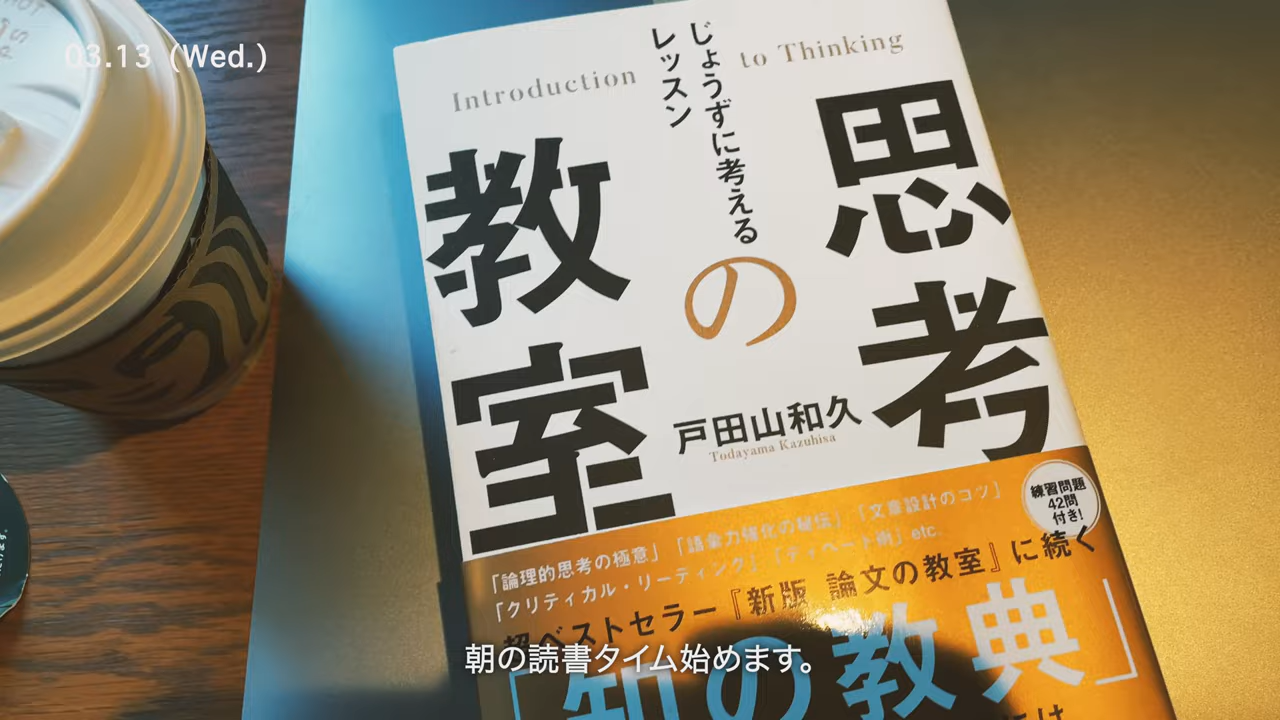 03.13 (Wed.)
Introduction to Thinking
じょうずに考える
レッスン
思考
の
教室
戸田山和久
Todayama Kazuhisa
練習問題
42問
付き!
「論理的思考の極意」「語彙力強化の秘伝」「文章設計のコツ」
「クリティカル・リーティング」「ディベート術」etc.
超ベストセラー『新版 論文の教室』に続く
「知の教典」
朝の読書タイム始めます。